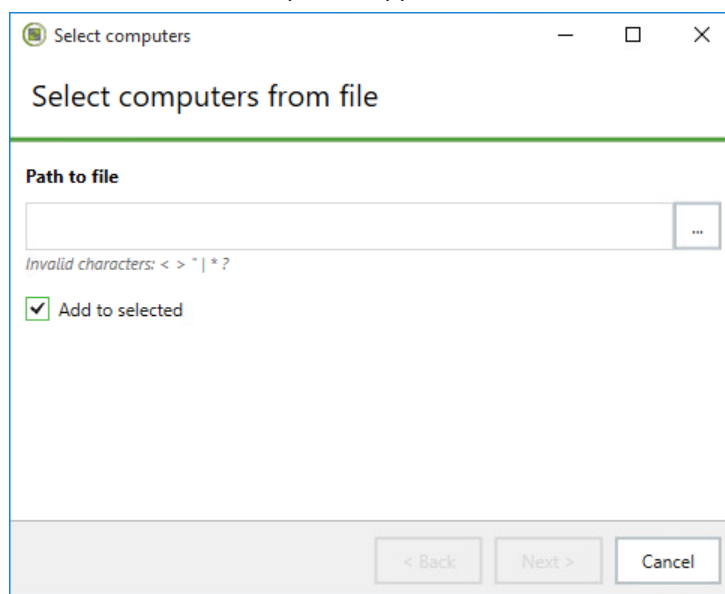 Select computers
Select computers from file
Path to file
...
Invalid characters: < > " | * ?
Add to selected
< Back Next > Cancel